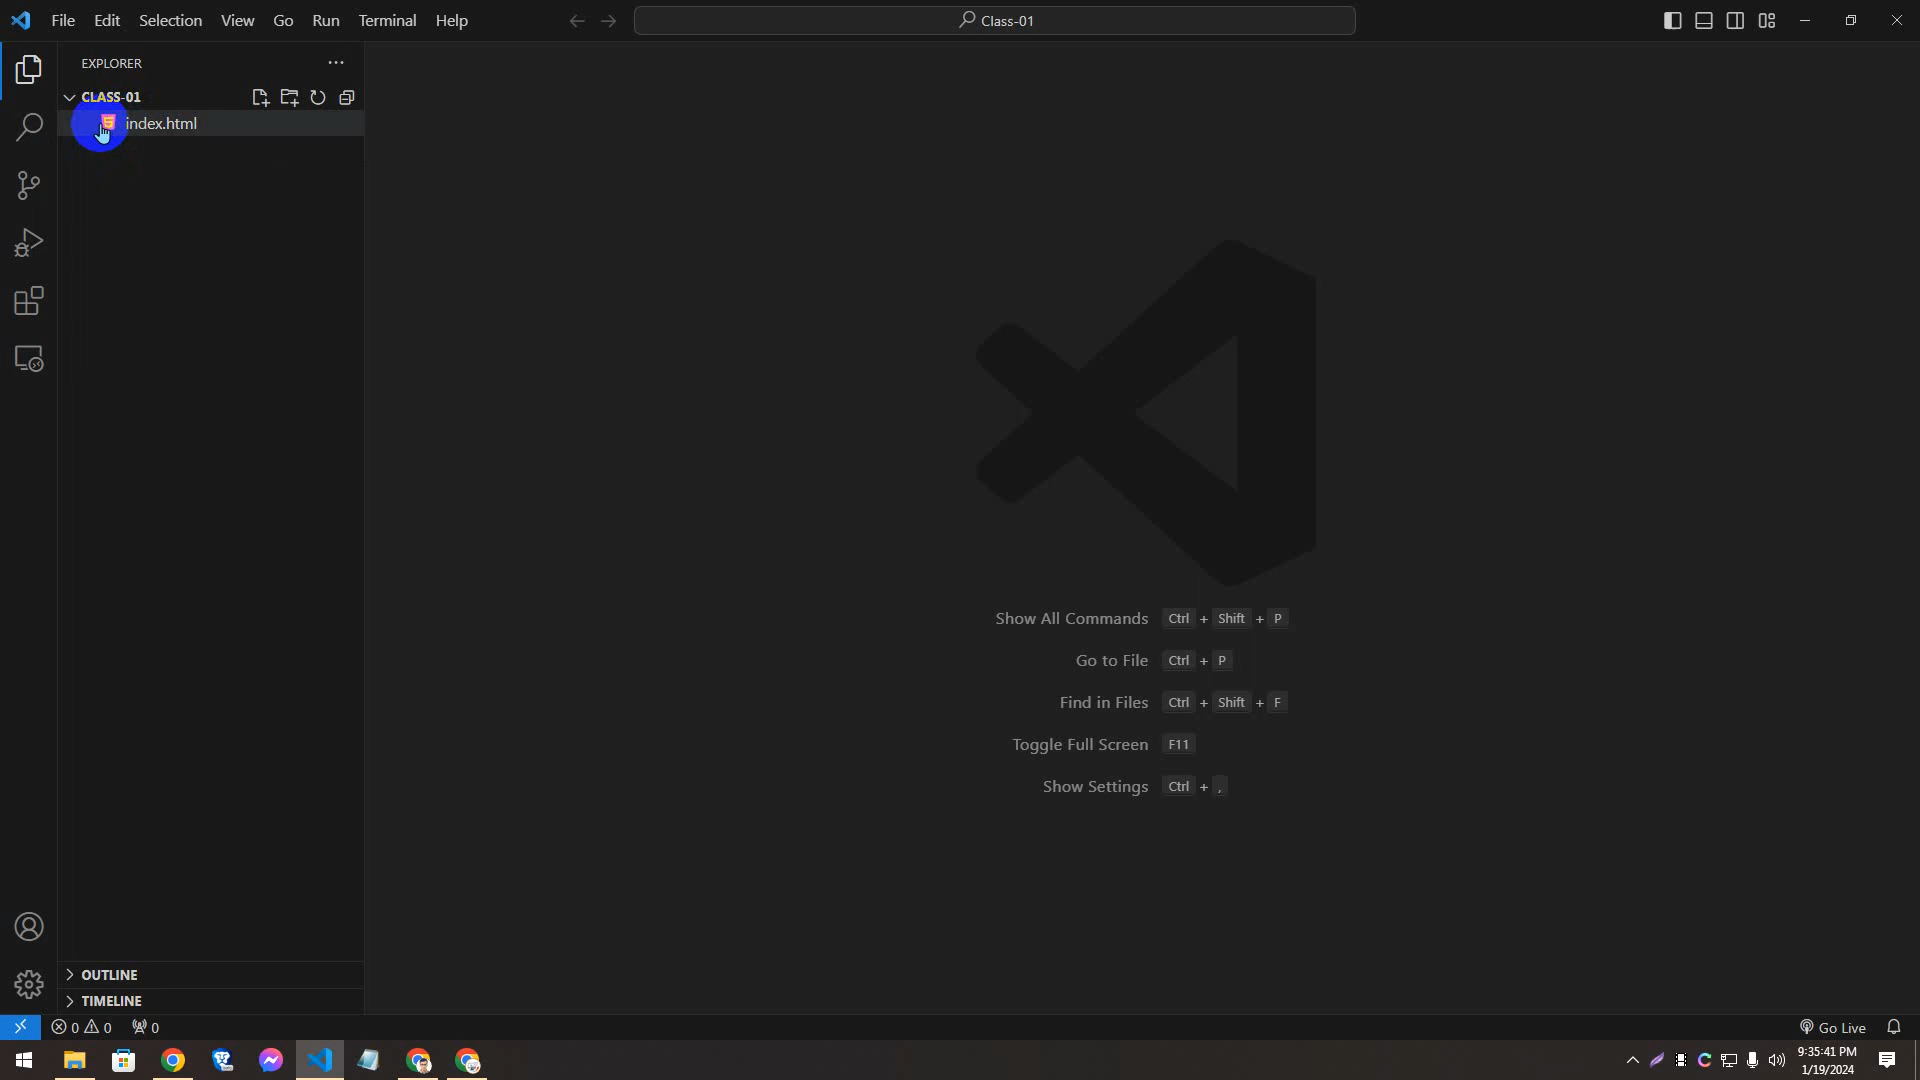 File Edit Selection View Go Run Terminal Help
Class-01
EXPLORER
CLASS-01
index.html
Show All Commands Ctrl + Shift + P
Go to File Ctrl + P
Find in Files Ctrl + Shift + F
Toggle Full Screen F11
Show Settings Ctrl + ,
OUTLINE
TIMELINE
0 0 0 Go Live
9:35:41 PM
1/19/2024